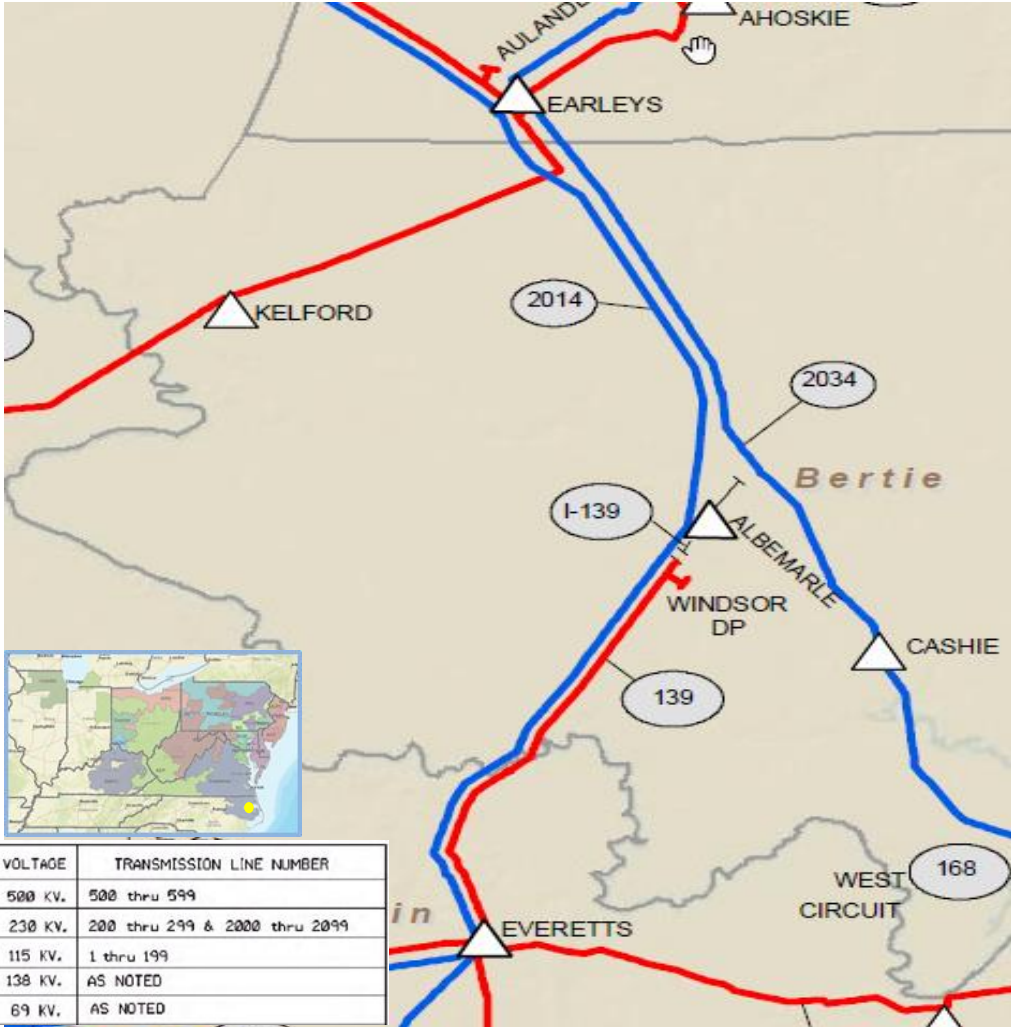 AHOSKIE
EARLEYS
KELFORD
2014
2034
Bertie
I-139
ALBEMARLE
WINDSOR
DP
CASHIE
139
168
WEST
CIRCUIT
in
EVERETTS
VOLTAGE TRANSMISSION LINE NUMBER
500 KV. 500 thru 599
230 KV. 200 thru 299 & 2000 thru 2099
115 KV. 1 thru 199
138 KV. AS NOTED
69 KV. AS NOTED